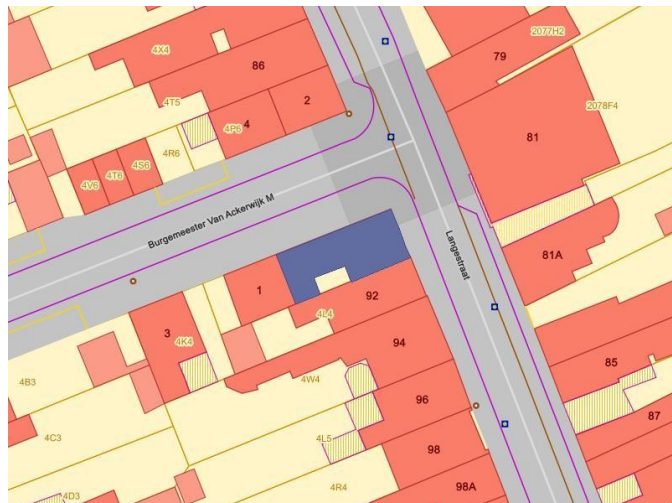 2077H2
4X4
79
86
2078F4
4T5
2
4
4P6
81
4R6
4S6
4T6
4V6
Burgemeester Van Ackerwijk M
Langestraat
81A
1
92
4L4
3
4K4
94
85
4W4
4B3
96
87
4C3
4L5
98
4R4
98A
4D3